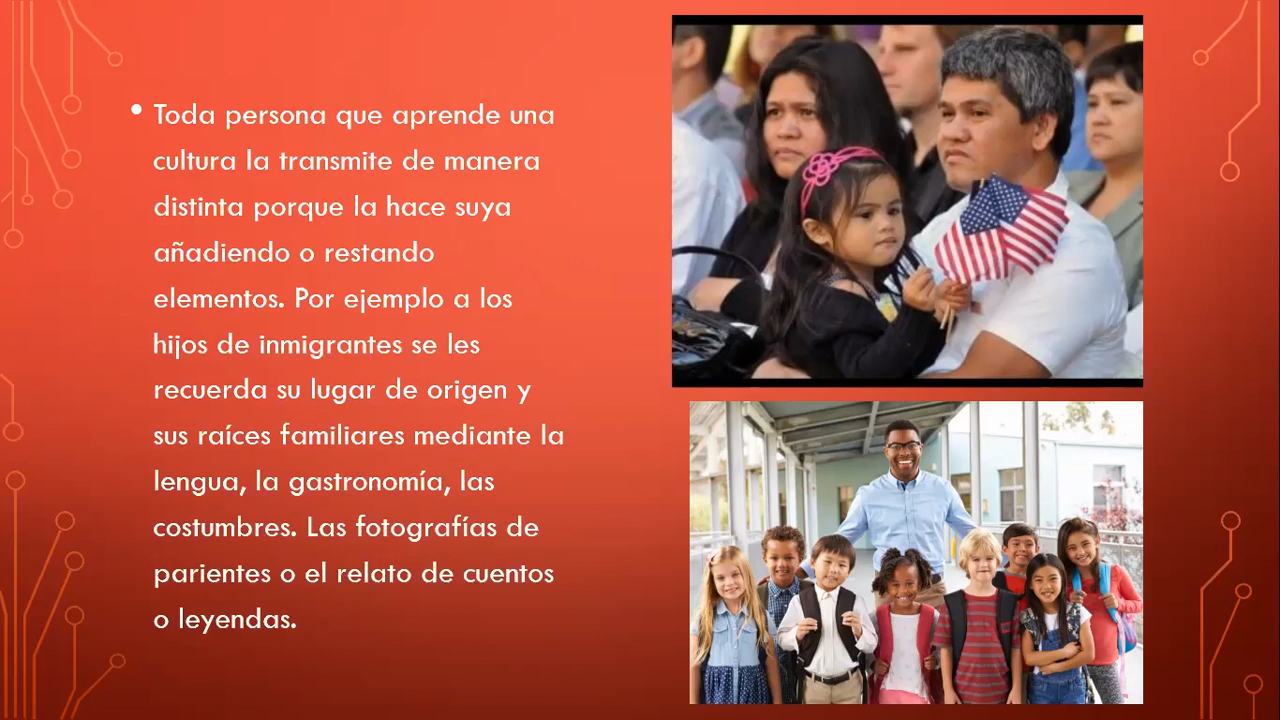 • Toda persona que aprende una
cultura la transmite de manera
distinta porque la hace suya
añadiendo o restando
elementos. Por ejemplo a los
hijos de inmigrantes se les
recuerda su lugar de origen y
sus raíces familiares mediante la
lengua, la gastronomía, las
costumbres. Las fotografías de
parientes o el relato de cuentos
o leyendas.